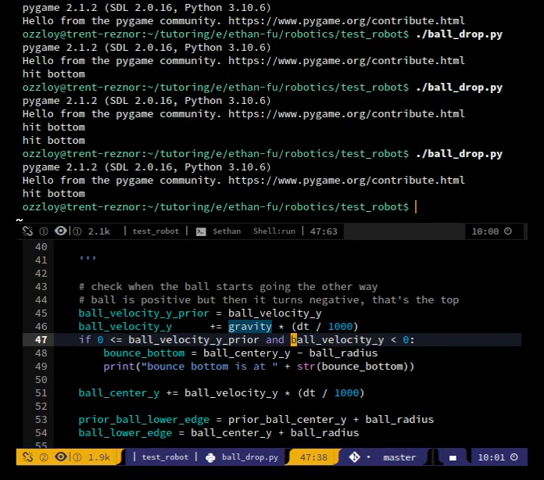 pygame 2.1.2 (SDL 2.0.16, Python 3.10.6)
Hello from the pygame community. https://www.pygame.org/contribute.html
ozzloy@trent-reznor:~/tutoring/e/ethan-fu/robotics/test_robot$ ./ball_drop.py
pygame 2.1.2 (SDL 2.0.16, Python 3.10.6)
Hello from the pygame community. https://www.pygame.org/contribute.html
hit bottom
ozzloy@trent-reznor:~/tutoring/e/ethan-fu/robotics/test_robot$ ./ball_drop.py
pygame 2.1.2 (SDL 2.0.16, Python 3.10.6)
Hello from the pygame community. https://www.pygame.org/contribute.html
hit bottom
hit bottom
ozzloy@trent-reznor:~/tutoring/e/ethan-fu/robotics/test_robot$ ./ball_drop.py
pygame 2.1.2 (SDL 2.0.16, Python 3.10.6)
Hello from the pygame community. https://www.pygame.org/contribute.html
hit bottom
ozzloy@trent-reznor:~/tutoring/e/ethan-fu/robotics/test_robot$
~
① ① 2.1k | test_robot | $ethan Shell:run | 47:63 10:00
40
41 '''
42
43 # check when the ball starts going the other way
44 # ball is positive but then it turns negative, that's the top
45 ball_velocity_y_prior = ball_velocity_y
46 ball_velocity_y += gravity * (dt / 1000)
47 if 0 <= ball_velocity_y_prior and ball_velocity_y < 0:
48 bounce_bottom = ball_centery_y - ball_radius
49 print("bounce bottom is at " + str(bounce_bottom))
50
51 ball_center_y += ball_velocity_y * (dt / 1000)
52
53 prior_ball_lower_edge = prior_ball_center_y + ball_radius
54 ball_lower_edge = ball_center_y + ball_radius
55
② ① 1.9k | test_robot ball_drop.py 47:38 master 10:01